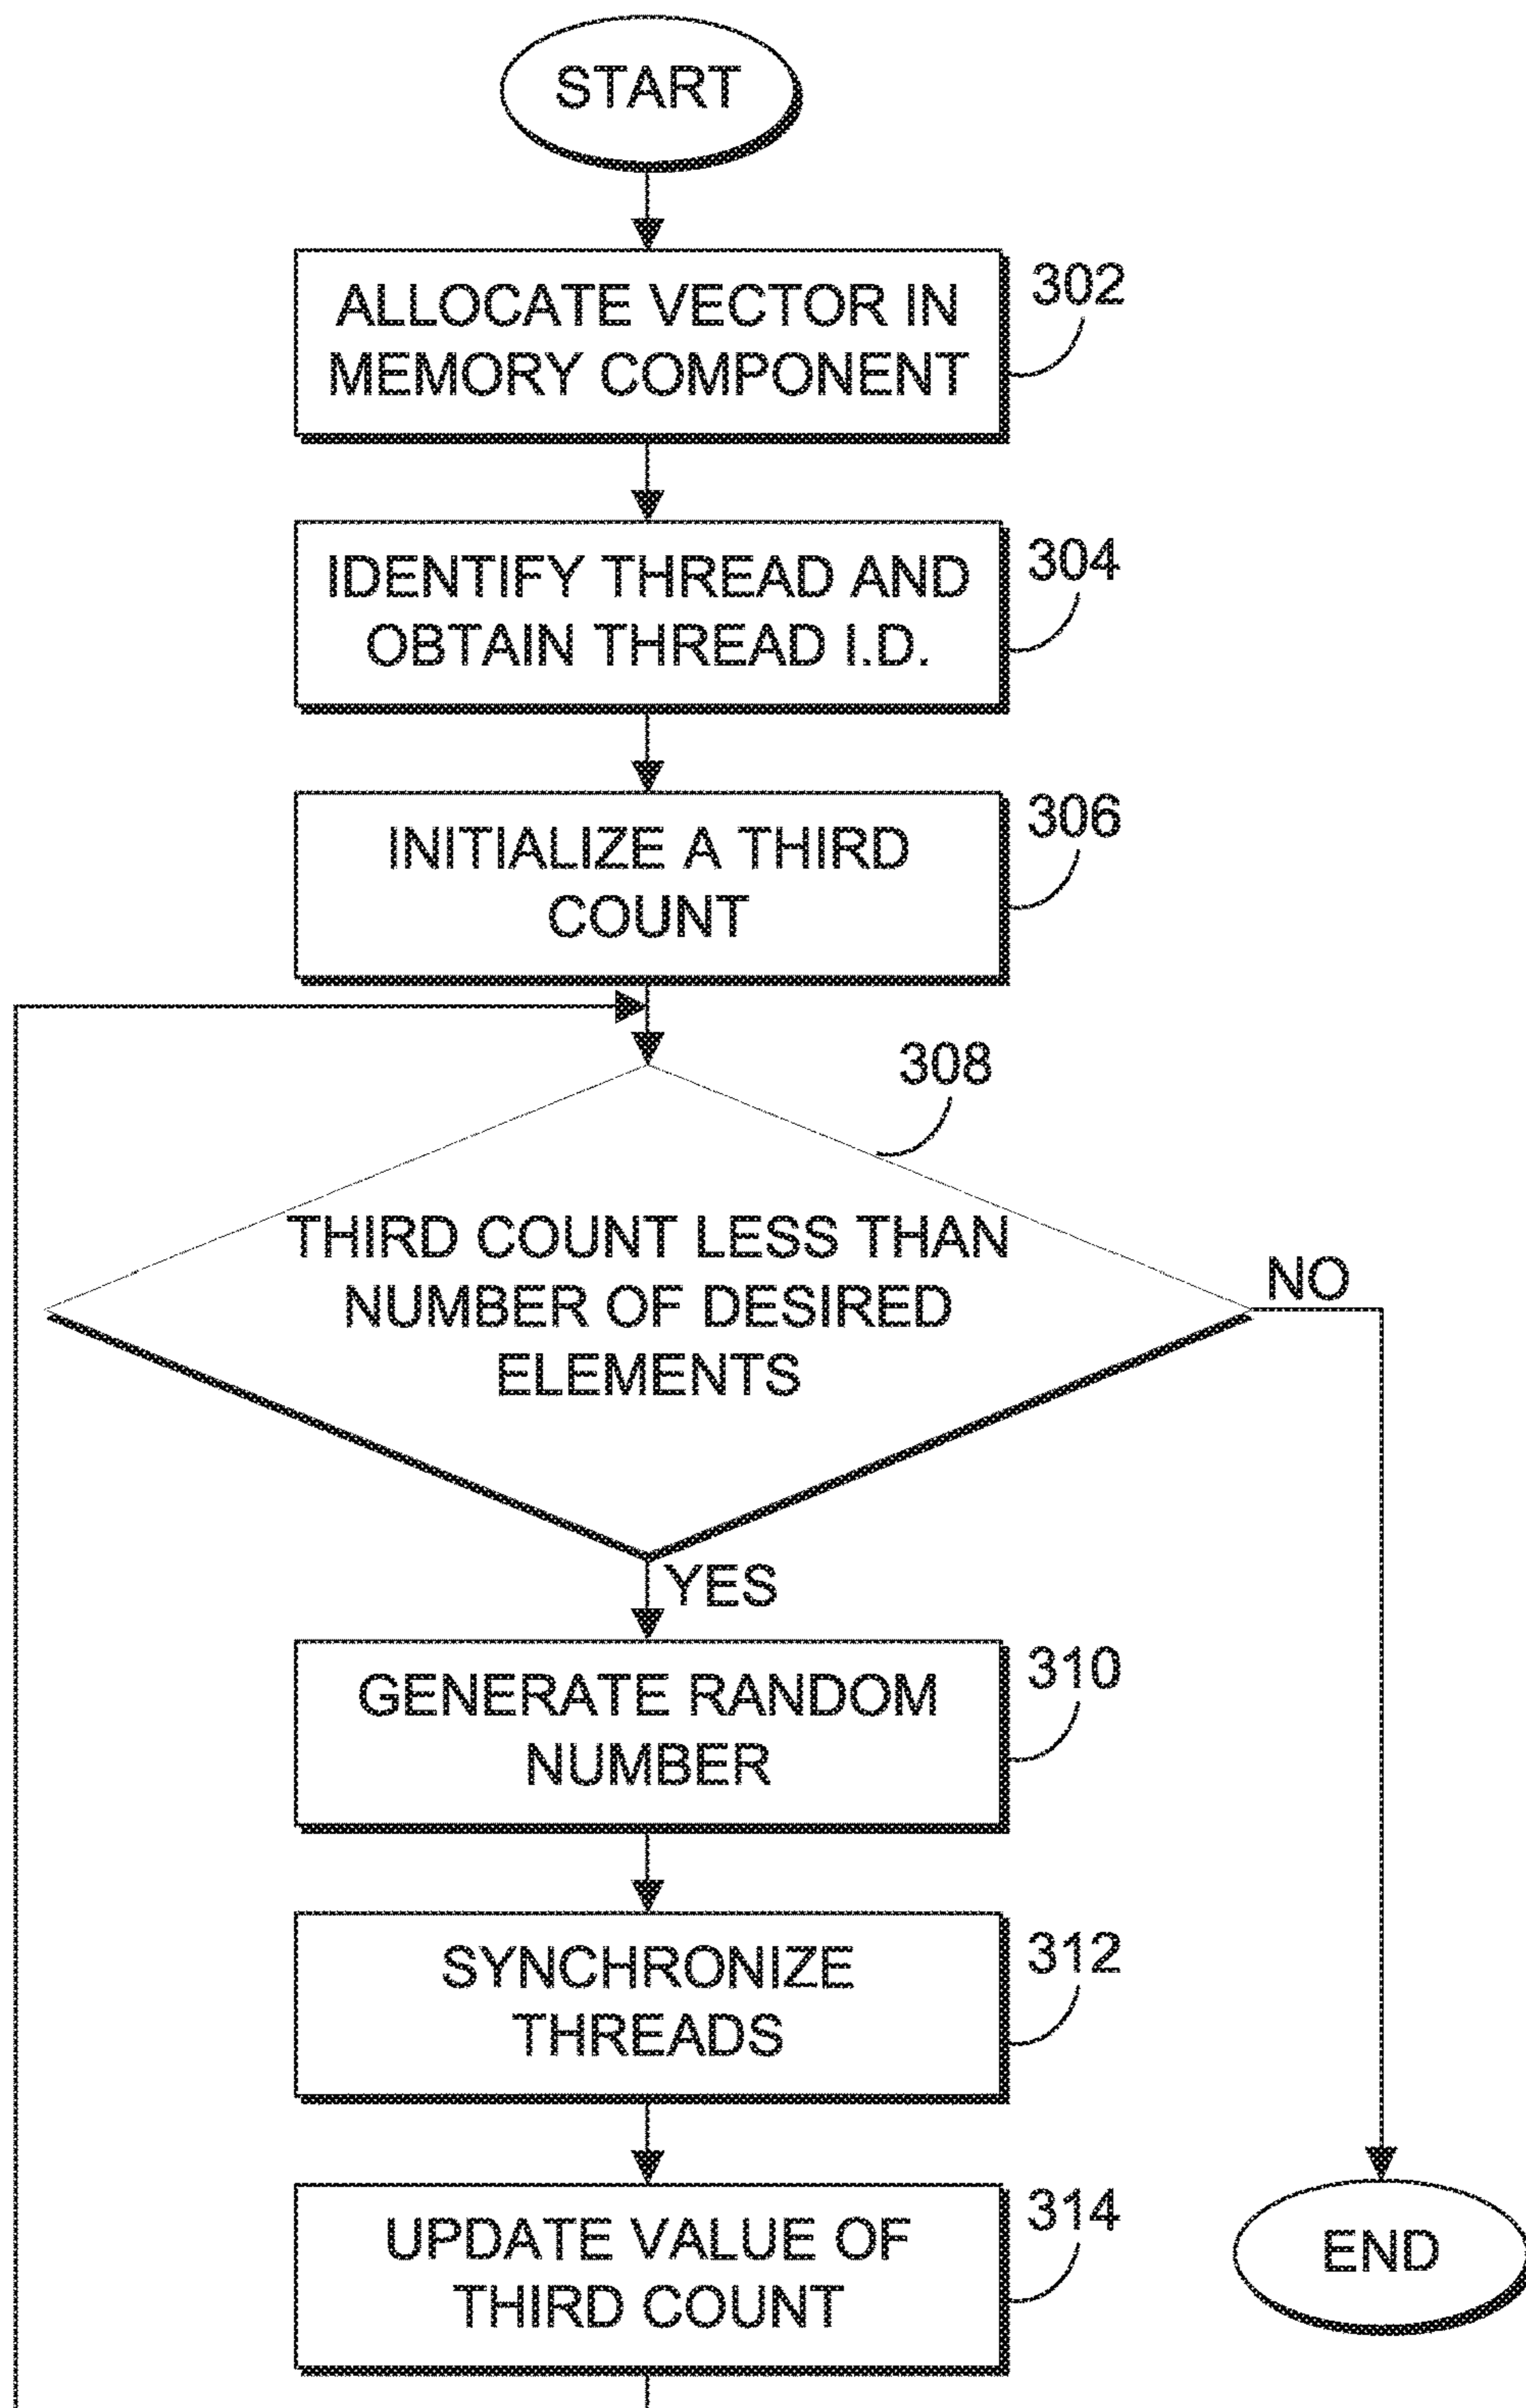 START
ALLOCATE VECTOR IN
MEMORY COMPONENT
302
IDENTIFY THREAD AND
OBTAIN THREAD I.D.
304
INITIALIZE A THIRD
COUNT
306
308
THIRD COUNT LESS THAN
NUMBER OF DESIRED
ELEMENTS
NO
YES
GENERATE RANDOM
NUMBER
310
SYNCHRONIZE
THREADS
312
UPDATE VALUE OF
THIRD COUNT
314
END